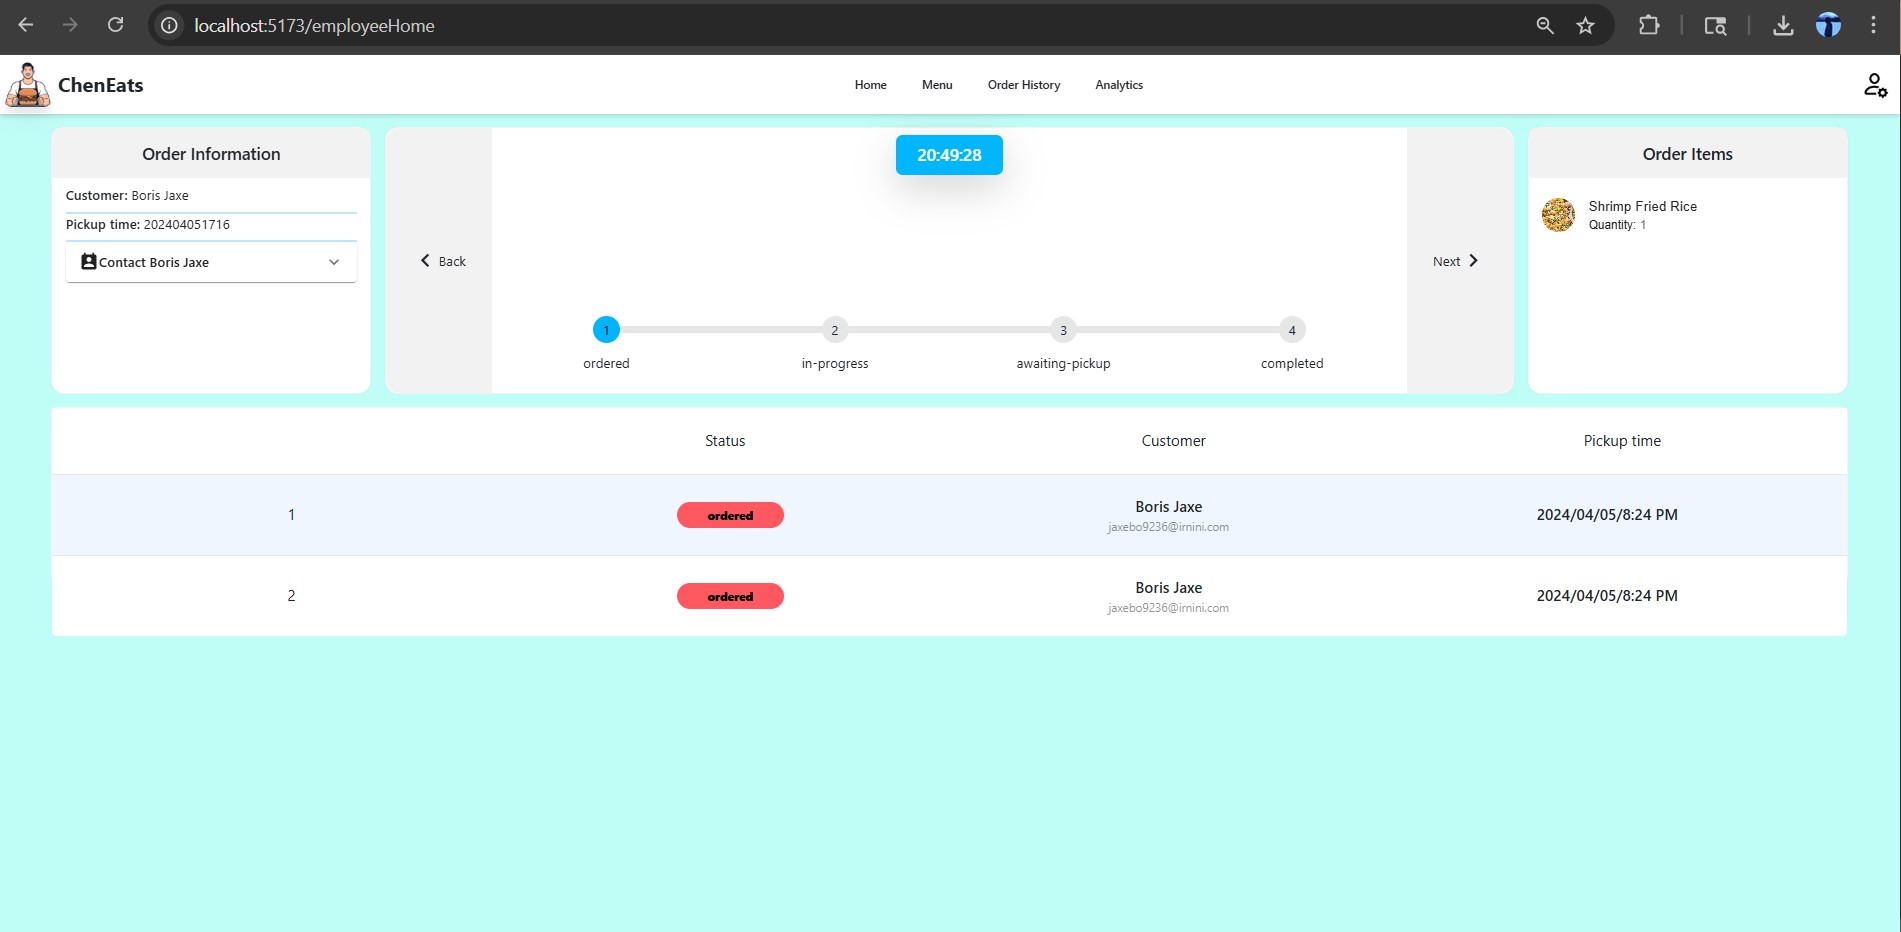 localhost:5173/employeeHome
ChenEats
Home Menu Order History Analytics
Order Information
Customer: Boris Jaxe
Pickup time: 202404051716
Contact Boris Jaxe
Back
20:49:28
1 2 3 4
ordered in-progress awaiting-pickup completed
Next
Order Items
Shrimp Fried Rice
Quantity: 1
Status Customer Pickup time
1 ordered Boris Jaxe 2024/04/05/8:24 PM
jaxebo9236@irnini.com
2 ordered Boris Jaxe 2024/04/05/8:24 PM
jaxebo9236@irnini.com